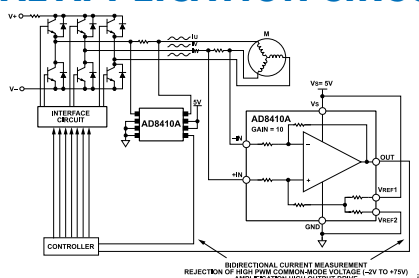 V+
IU
IV
IW
M
V–
5V
AD8410A
INTERFACE
CIRCUIT
CONTROLLER
VS= 5V
VS
AD8410A
GAIN = 10
–IN
+IN
–
+
OUT
VREF1
VREF2
GND
BIDIRECTIONAL CURRENT MEASUREMENT
REJECTION OF HIGH PWM COMMON-MODE VOLTAGE (–2V TO +75V)